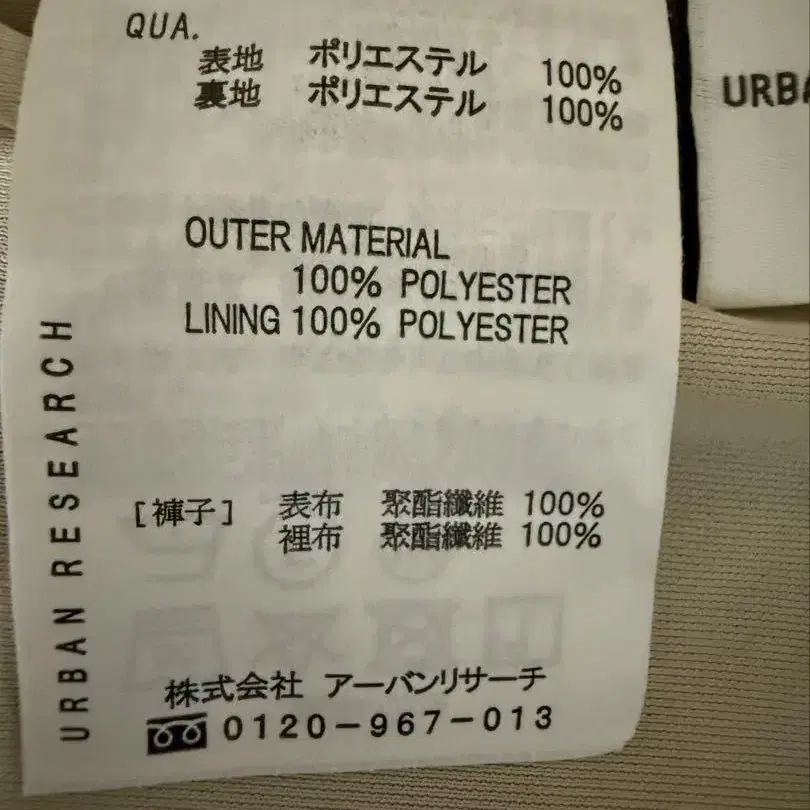 QUA.
表地 ポリエステル 100%
裏地 ポリエステル 100%
OUTER MATERIAL
100% POLYESTER
LINING 100% POLYESTER
[褲子] 表布 聚酯纖維 100%
裡布 聚酯纖維 100%
株式会社 アーバンリサーチ
0120-967-013
URBAN RESEARCH